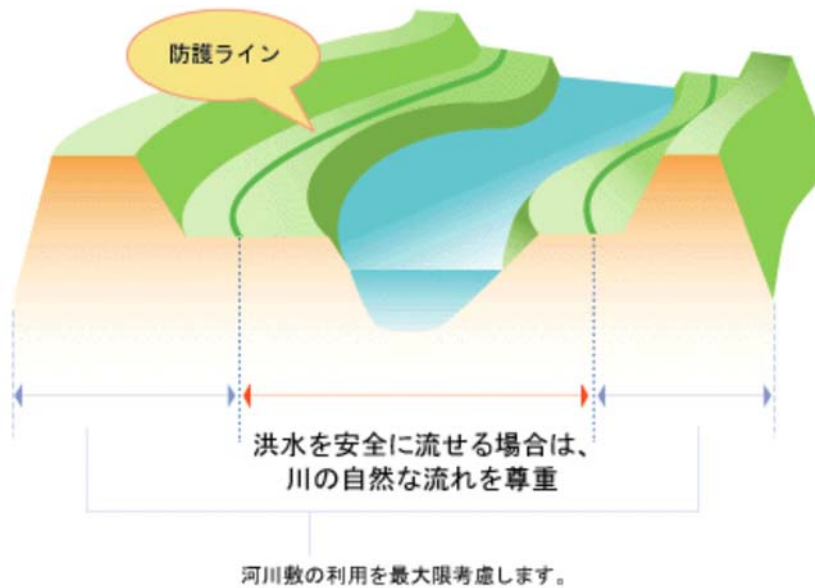 防護ライン
洪水を安全に流せる場合は、
川の自然な流れを尊重
河川敷の利用を最大限考慮します。